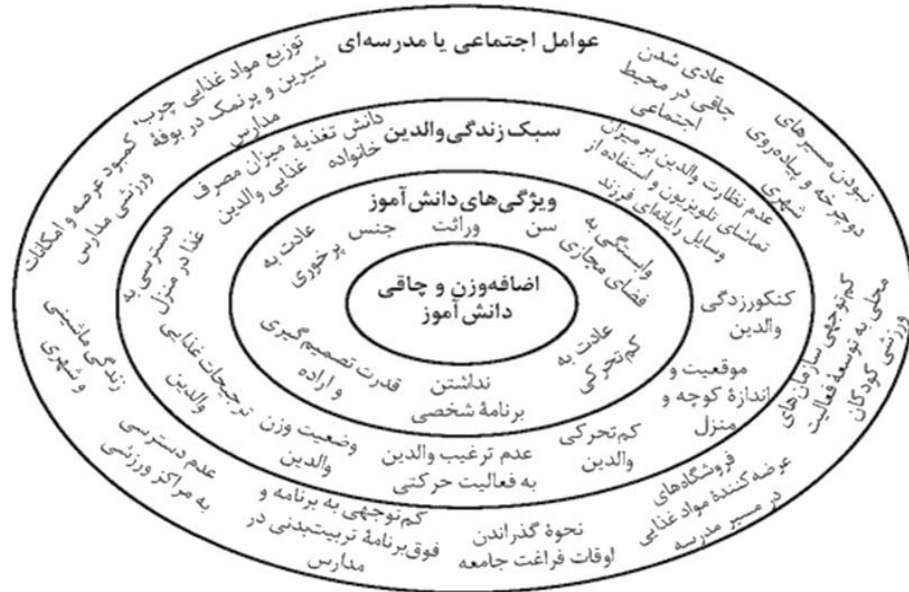 عوامل اجتماعی یا مدرسه‌ای
توزیع مواد غذایی چرب،
شیرین و پرنمک در بوفهٔ
مدارس
کمبود عرصه و امکانات
ورزشی مدارس
زندگی ماشینی
و شهری
عدم دسترسی
به مراکز ورزشی
کم‌توجهی به برنامه و
فوق‌برنامهٔ تربیت‌بدنی در
مدارس
نحوهٔ گذراندن
اوقات فراغت جامعه
فروشگاه‌های
عرضه‌کنندهٔ مواد غذایی
در مسیر مدرسه
کم‌توجهی سازمان‌های
محلی به توسعهٔ فعالیت
ورزشی کودکان
نبودن مسیرهای
دوچرخه و پیاده‌روی
شهری
عادی شدن
چاقی در محیط
اجتماعی
سبک زندگی والدین
دانش تغذیهٔ
خانواده
میزان مصرف
غذایی والدین
دسترسی به
غذا در منزل
ترجیحات غذایی
والدین
وضعیت وزن
والدین
عدم ترغیب والدین
به فعالیت حرکتی
کم‌تحرکی
والدین
موقعیت و
اندازهٔ کوچه و
منزل
کنکورزدگی
والدین
عدم نظارت والدین بر میزان
تماشای تلویزیون و استفاده از
وسایل رایانه‌ای فرزند
ویژگی‌های دانش‌آموز
سن
وراثت
جنس
عادت به
پرخوری
قدرت تصمیم‌گیری
و اراده
نداشتن
برنامهٔ شخصی
عادت به
کم‌تحرکی
وابستگی به
فضای مجازی
اضافه‌وزن و چاقی
دانش‌آموز